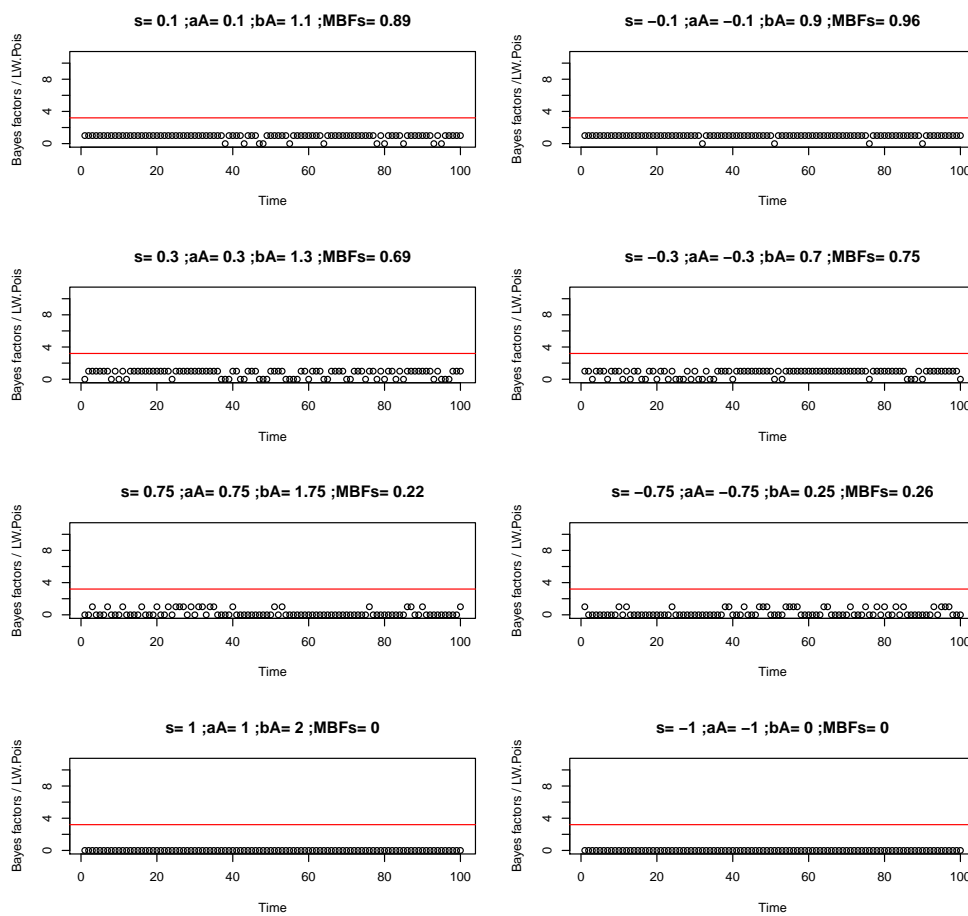 s= 0.1 ;aA= 0.1 ;bA= 1.1 ;MBFs= 0.89
Bayes factors / LW.Pois
0 4 8
0 20 40 60 80 100
Time
s= −0.1 ;aA= −0.1 ;bA= 0.9 ;MBFs= 0.96
Bayes factors /LW.Pois
0 4 8
0 20 40 60 80 100
Time
s= 0.3 ;aA= 0.3 ;bA= 1.3 ;MBFs= 0.69
Bayes factors / LW.Pois
0 4 8
0 20 40 60 80 100
Time
s= −0.3 ;aA= −0.3 ;bA= 0.7 ;MBFs= 0.75
Bayes factors / LW.Pois
0 4 8
0 20 40 60 80 100
Time
s= 0.75 ;aA= 0.75 ;bA= 1.75 ;MBFs= 0.22
Bayes factors / LW.Pois
0 4 8
0 20 40 60 80 100
Time
s= −0.75 ;aA= −0.75 ;bA= 0.25 ;MBFs= 0.26
Bayes factors / LW.Pois
0 4 8
0 20 40 60 80 100
Time
s= 1 ;aA= 1 ;bA= 2 ;MBFs= 0
Bayes factors / LW.Pois
0 4 8
0 20 40 60 80 100
Time
s= −1 ;aA= −1 ;bA= 0 ;MBFs= 0
Bayes factors / LW.Pois
0 4 8
0 20 40 60 80 100
Time